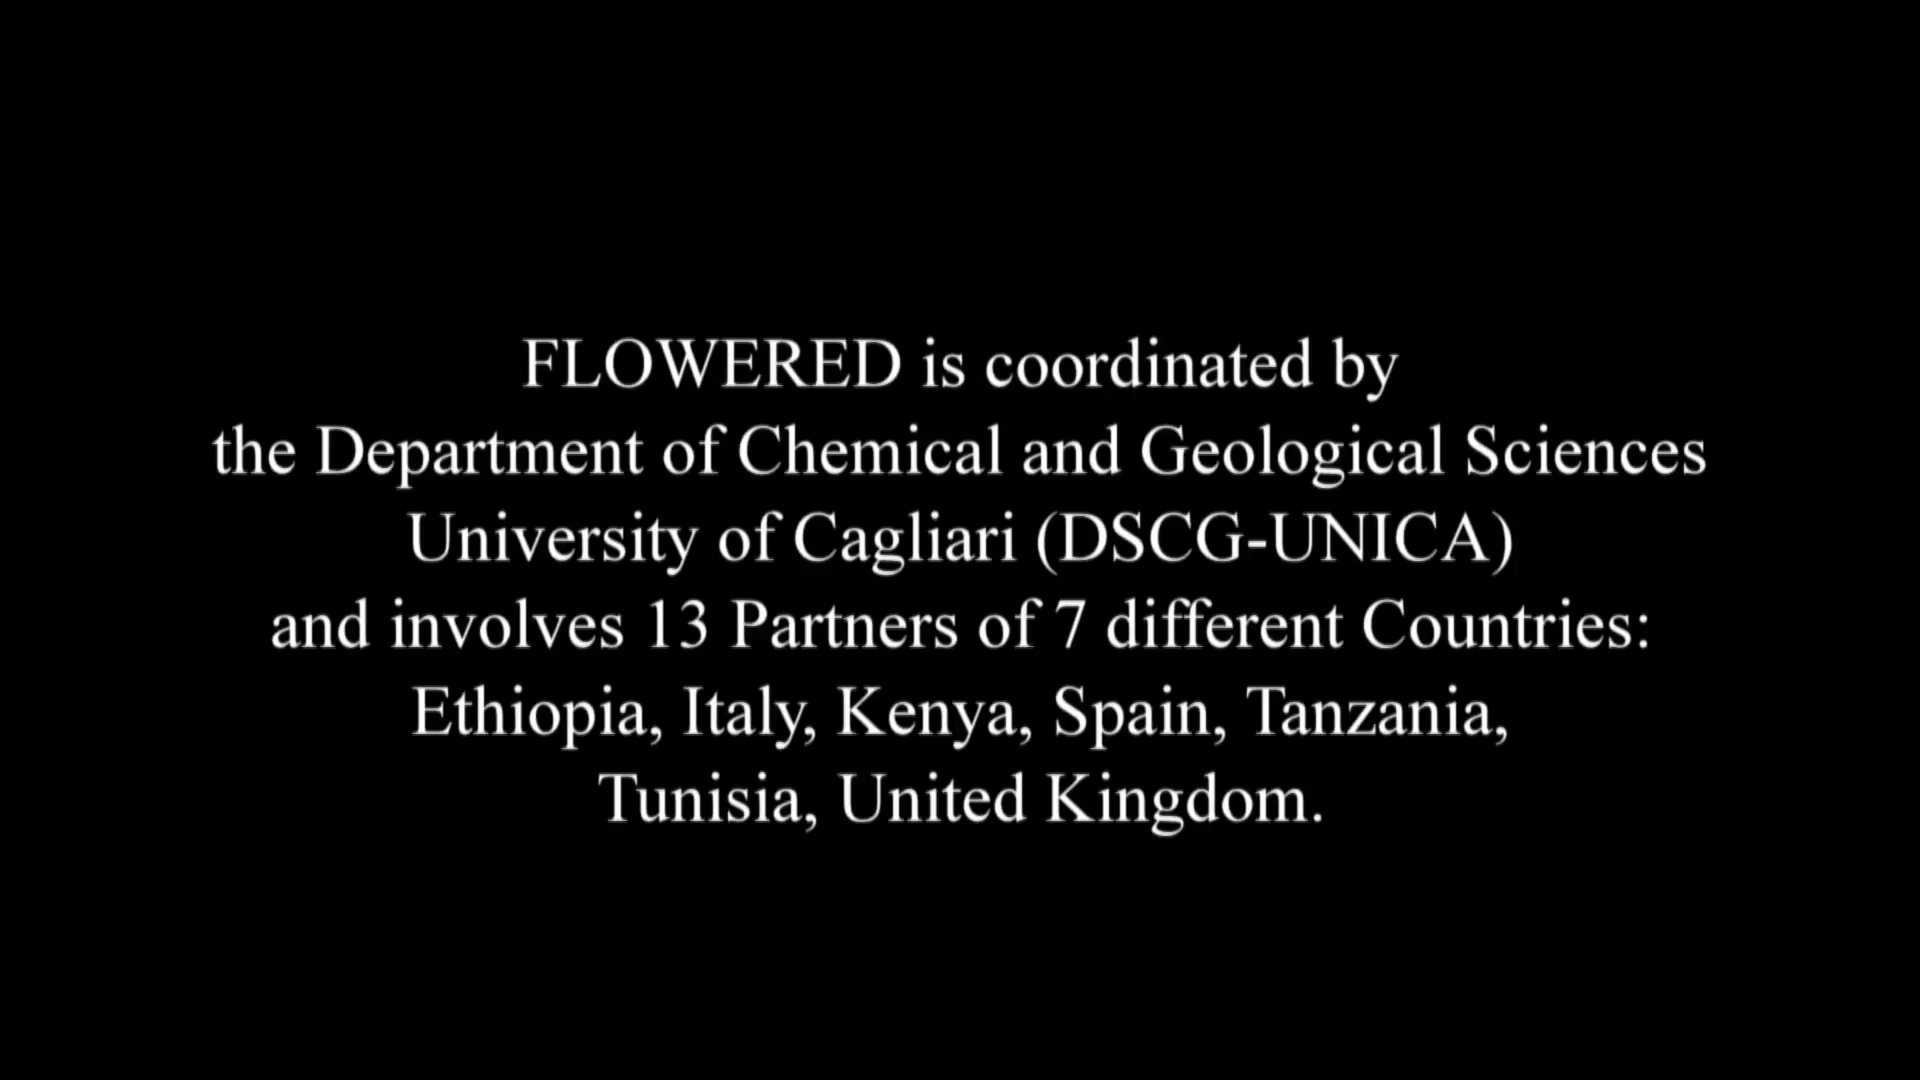 FLOWERED is coordinated by
the Department of Chemical and Geological Sciences
University of Cagliari (DSCG-UNICA)
and involves 13 Partners of 7 different Countries:
Ethiopia, Italy, Kenya, Spain, Tanzania,
Tunisia, United Kingdom.